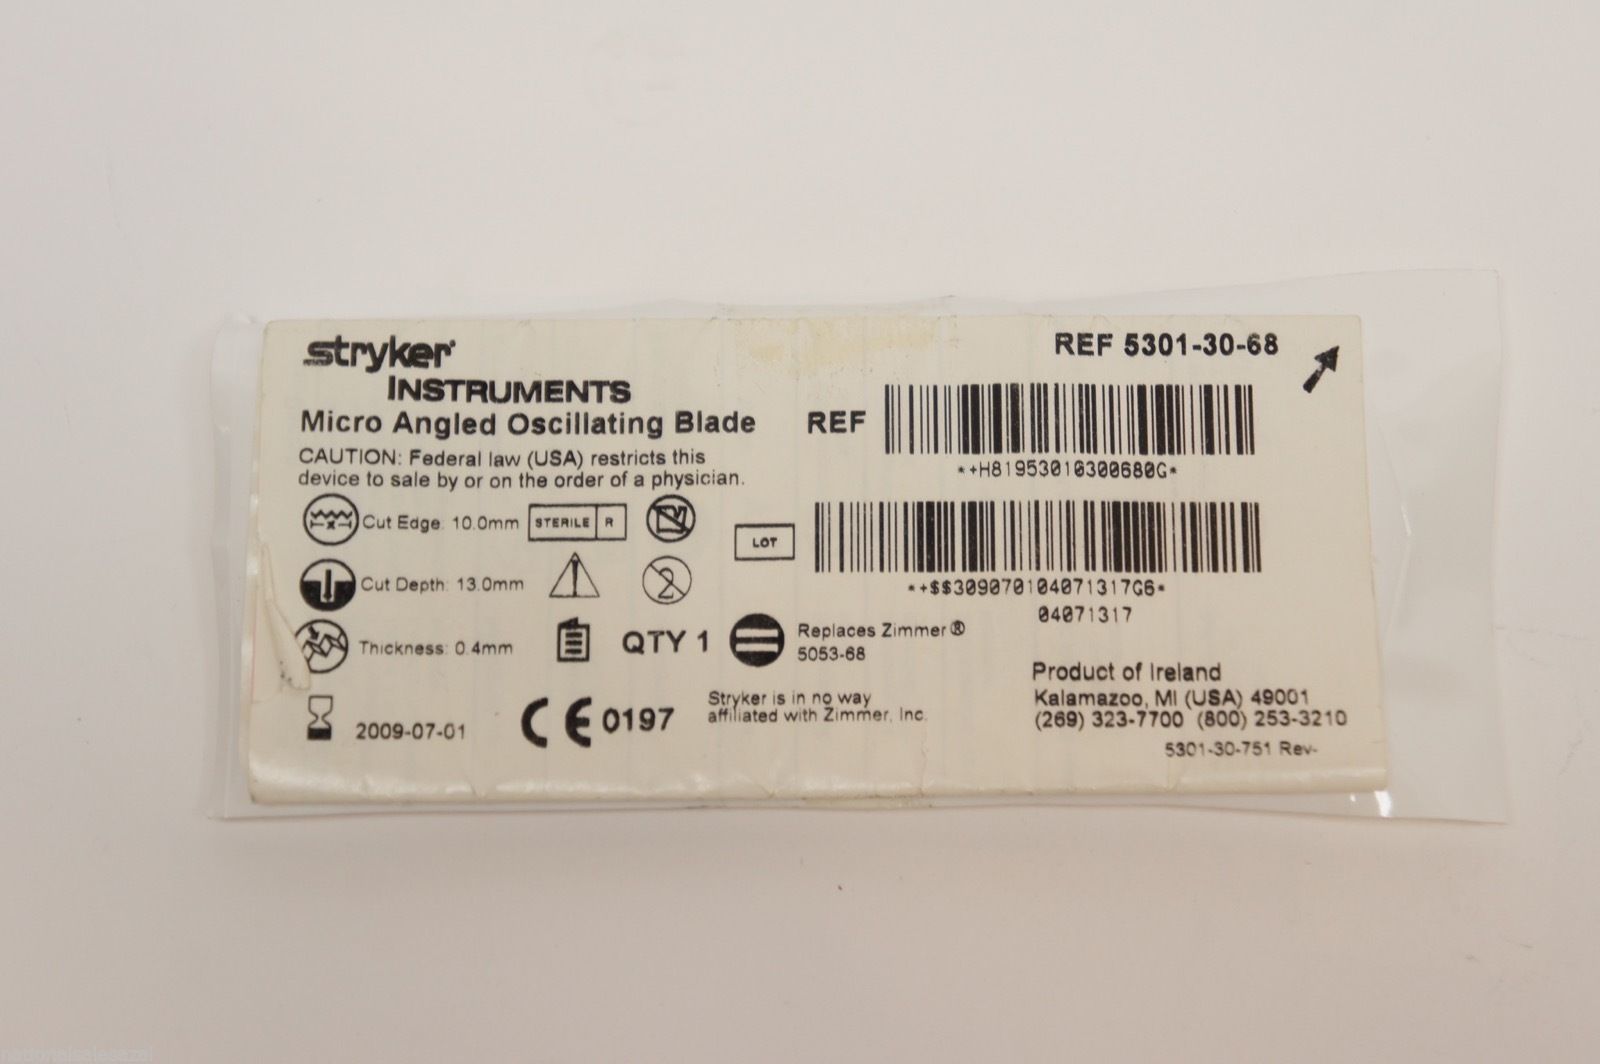 stryker
INSTRUMENTS
Micro Angled Oscillating Blade
CAUTION: Federal law (USA) restricts this
device to sale by or on the order of a physician.
Cut Edge: 10.0mm
STERILE R
Cut Depth: 13.0mm
2
Thickness: 0.4mm
QTY 1
2009-07-01
CE 0197
REF 5301-30-68
REF
*+H81953016300680G*
LOT
*+$$309070104071317G6*
04071317
Replaces Zimmer®
5053-68
Stryker is in no way
affiliated with Zimmer, Inc.
Product of Ireland
Kalamazoo, MI (USA) 49001
(269) 323-7700 (800) 253-3210
5301-30-751 Rev-
nationalsalesazal